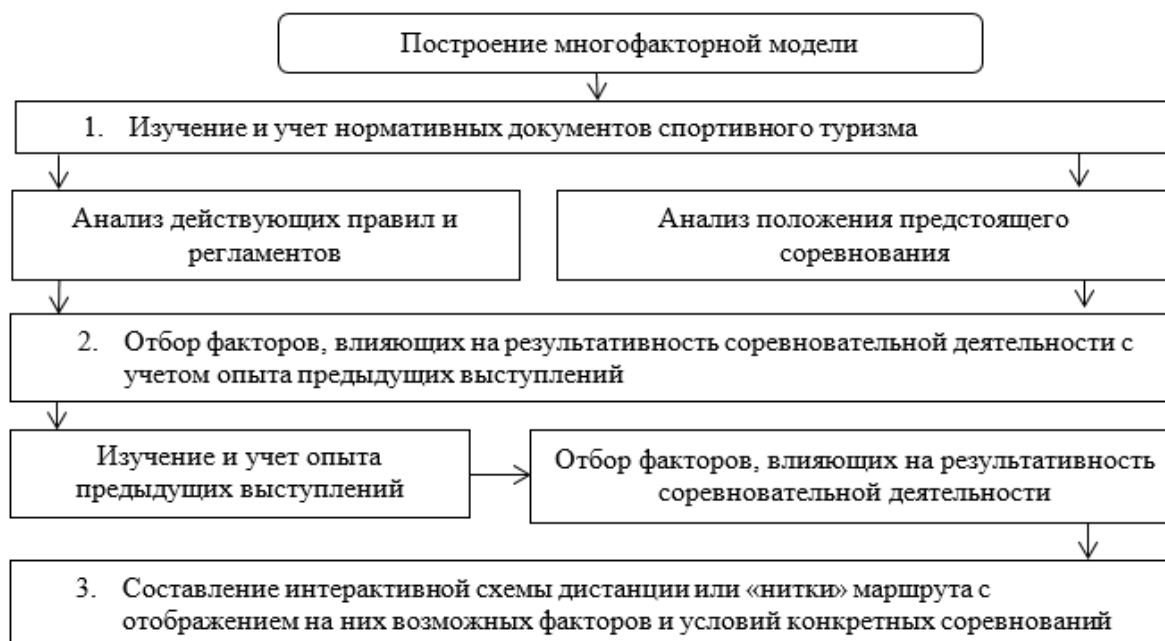 Построение многофакторной модели
1. Изучение и учет нормативных документов спортивного туризма
Анализ действующих правил и
регламентов
Анализ положения предстоящего
соревнования
2. Отбор факторов, влияющих на результативность соревновательной деятельности с
учетом опыта предыдущих выступлений
Изучение и учет опыта
предыдущих выступлений
Отбор факторов, влияющих на результативность
соревновательной деятельности
3. Составление интерактивной схемы дистанции или «нитки» маршрута с
отображением на них возможных факторов и условий конкретных соревнований